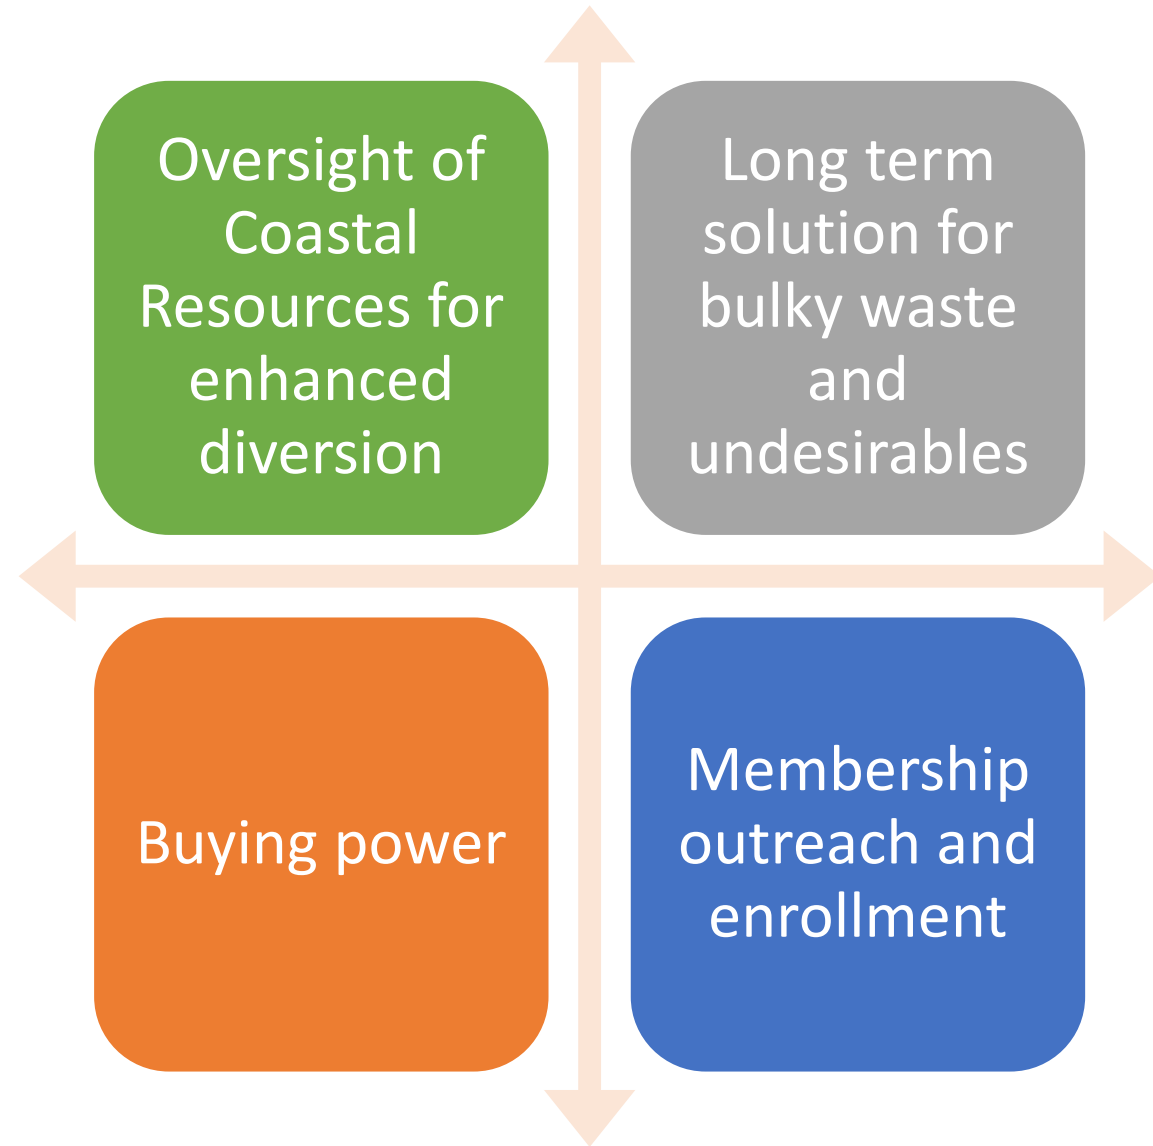 Oversight of
Coastal
Resources for
enhanced
diversion
Long term
solution for
bulky waste
and
undesirables
Buying power
Membership
outreach and
enrollment